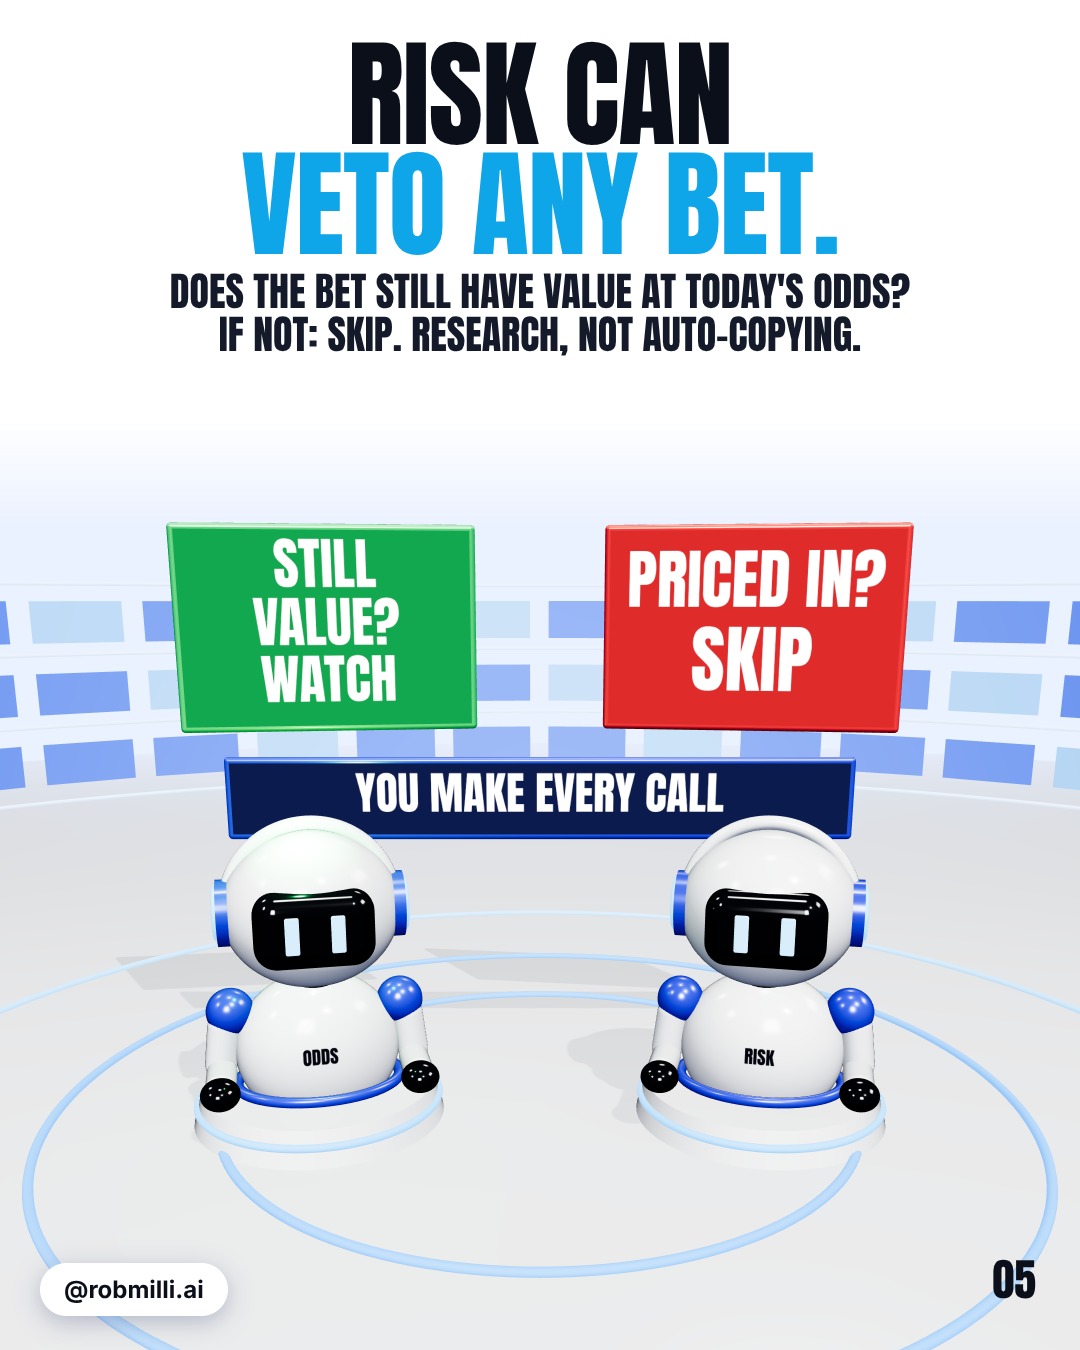 RISK CAN
VETO ANY BET.
DOES THE BET STILL HAVE VALUE AT TODAY'S ODDS?
IF NOT: SKIP. RESEARCH, NOT AUTO-COPYING.
STILL
VALUE?
WATCH
PRICED IN?
SKIP
YOU MAKE EVERY CALL
ODDS
RISK
@robmilli.ai
05